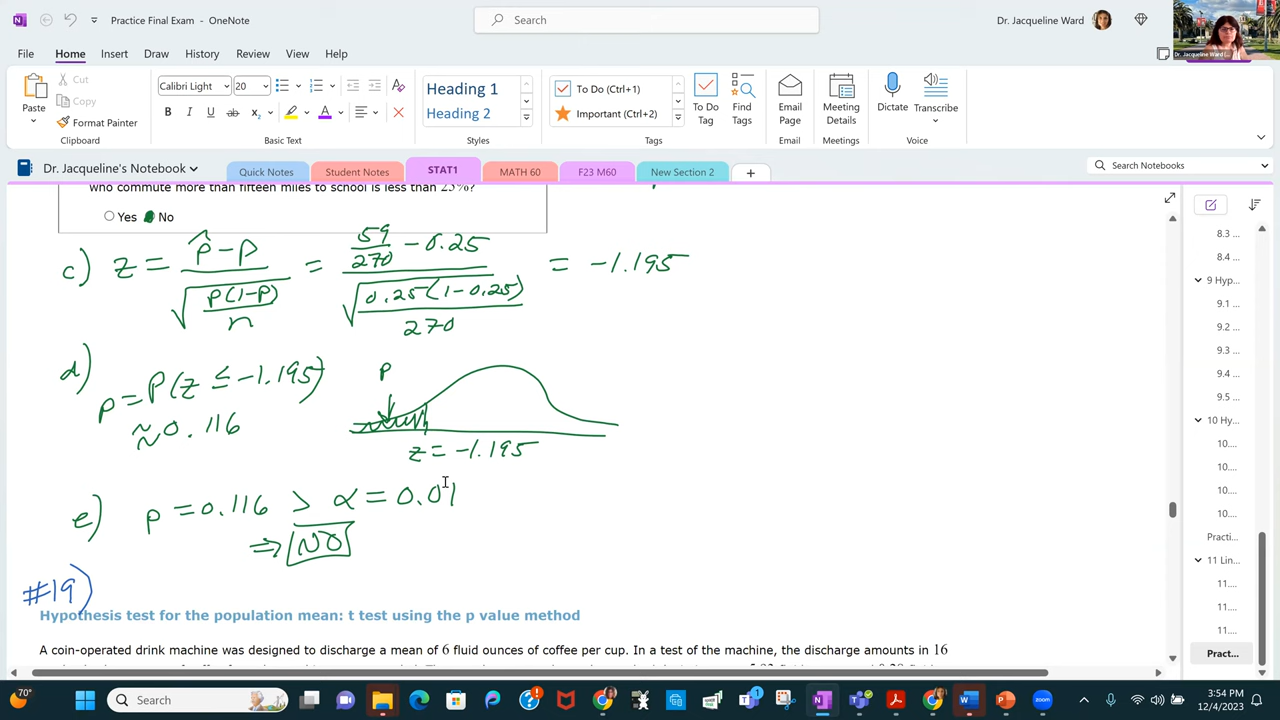 Practice Final Exam - OneNote
Search
Dr. Jacqueline Ward
File Home Insert Draw History Review View Help
Paste
Cut
Copy
Format Painter
Clipboard
Calibri Light 20
B I U ab x₂ A
Basic Text
Heading 1
Heading 2
Styles
To Do (Ctrl+1)
Important (Ctrl+2)
To Do Tag
Find Tags
Tags
Email Page
Email
Meeting Details
Meetings
Dictate
Transcribe
Voice
Dr. Jacqueline's Notebook
Quick Notes
Student Notes
STAT1
MATH 60
F23 M60
New Section 2
+
Search Notebooks
who commute more than fifteen miles to school is less than 25%?
Yes No
c) z = (p̂ - p) / √(p(1-p)/n) = (59/270 - 0.25) / √(0.25(1-0.25)/270) = -1.195
d) p = P(z ≤ -1.195)
≈ 0.116
p
z = -1.195
e) p = 0.116 > α = 0.01
⇒ NO
#19)
Hypothesis test for the population mean: t test using the p value method
A coin-operated drink machine was designed to discharge a mean of 6 fluid ounces of coffee per cup. In a test of the machine, the discharge amounts in 16
8.3 ...
8.4 ...
9 Hyp...
9.1 ...
9.2 ...
9.3 ...
9.4 ...
9.5 ...
10 Hy...
10....
10....
10....
10....
Practi...
11 Lin...
11....
11....
11....
Pract...
70°
Search
3:54 PM
12/4/2023